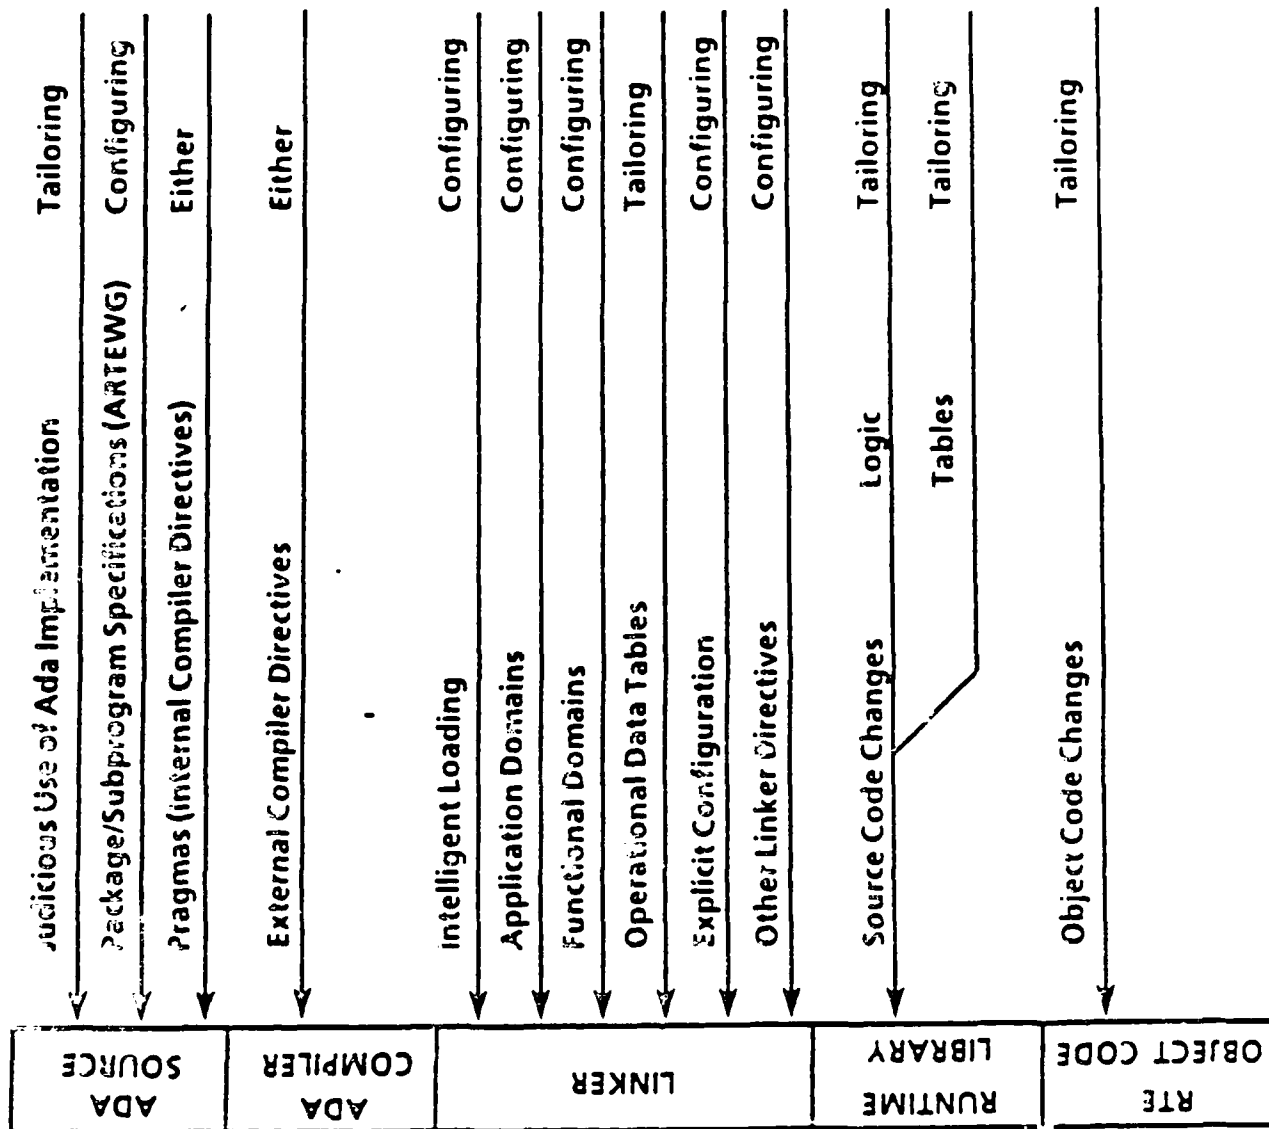 ADA
SOURCE
Judicious Use of Ada Implementation Tailoring
Package/Subprogram Specifications (ARTEWG) Configuring
Pragmas (internal Compiler Directives) Either
ADA
COMPILER
External Compiler Directives Either
LINKER
Intelligent Loading Configuring
Application Domains Configuring
Functional Domains Configuring
Operational Data Tables Tailoring
Explicit Configuration Configuring
Other Linker Directives Configuring
RUNTIME
LIBRARY
Source Code Changes Logic Tailoring
Tables Tailoring
RTE
OBJECT CODE
Object Code Changes Tailoring